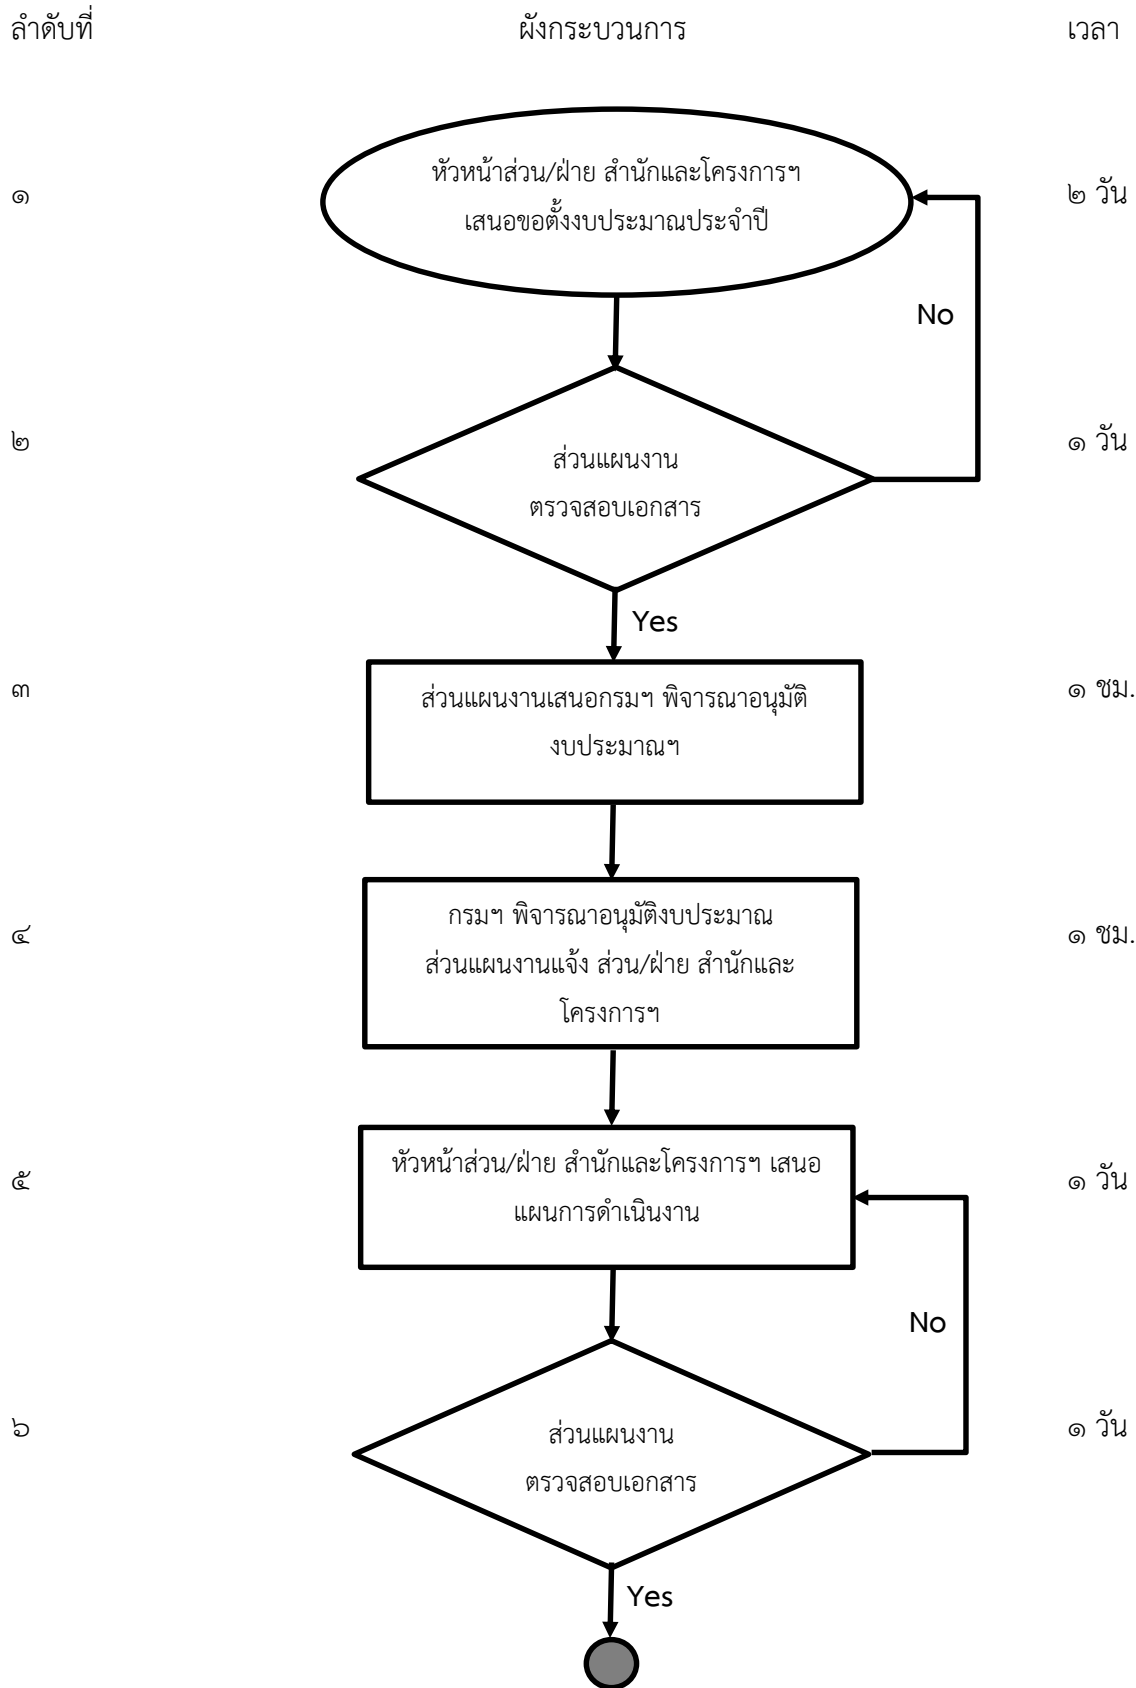 ลำดับที่ ผังกระบวนการ เวลา
๑ หัวหน้าส่วน/ฝ่าย สำนักและโครงการฯ ๒ วัน
เสนอขอตั้งงบประมาณประจำปี
No
๒ ส่วนแผนงาน ๑ วัน
ตรวจสอบเอกสาร
Yes
๓ ส่วนแผนงานเสนอกรมฯ พิจารณาอนุมัติ ๑ ชม.
งบประมาณฯ
กรมฯ พิจารณาอนุมัติงบประมาณ
๔ ส่วนแผนงานแจ้ง ส่วน/ฝ่าย สำนักและ ๑ ชม.
โครงการฯ
หัวหน้าส่วน/ฝ่าย สำนักและโครงการฯ เสนอ
๕ แผนการดำเนินงาน ๑ วัน
No
๖ ส่วนแผนงาน ๑ วัน
ตรวจสอบเอกสาร
Yes